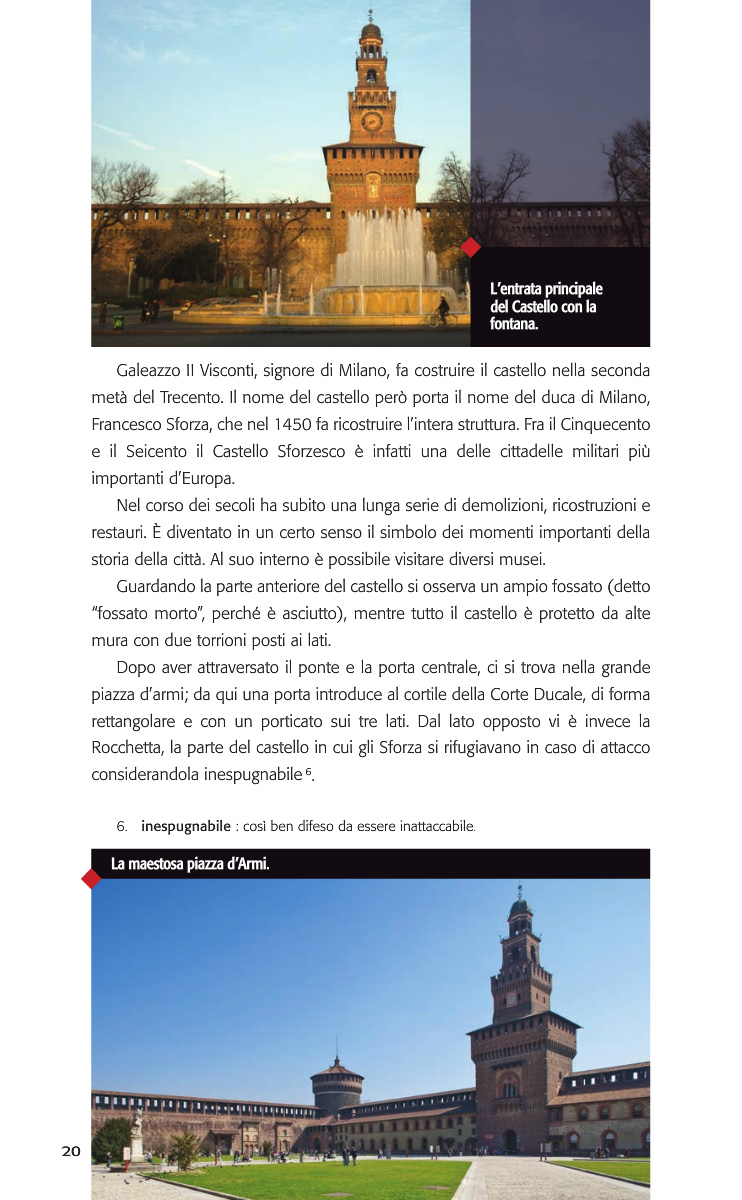 L'entrata principale
del Castello con la
fontana.
Galeazzo II Visconti, signore di Milano, fa costruire il castello nella seconda
metà del Trecento. Il nome del castello però porta il nome del duca di Milano,
Francesco Sforza, che nel 1450 fa ricostruire l'intera struttura. Fra il Cinquecento
e il Seicento il Castello Sforzesco è infatti una delle cittadelle militari più
importanti d'Europa.
Nel corso dei secoli ha subito una lunga serie di demolizioni, ricostruzioni e
restauri. È diventato in un certo senso il simbolo dei momenti importanti della
storia della città. Al suo interno è possibile visitare diversi musei.
Guardando la parte anteriore del castello si osserva un ampio fossato (detto
“fossato morto”, perché è asciutto), mentre tutto il castello è protetto da alte
mura con due torrioni posti ai lati.
Dopo aver attraversato il ponte e la porta centrale, ci si trova nella grande
piazza d'armi; da qui una porta introduce al cortile della Corte Ducale, di forma
rettangolare e con un porticato sui tre lati. Dal lato opposto vi è invece la
Rocchetta, la parte del castello in cui gli Sforza si rifugiavano in caso di attacco
considerandola inespugnabile 6.
6. inespugnabile : così ben difeso da essere inattaccabile.
La maestosa piazza d'Armi.
20